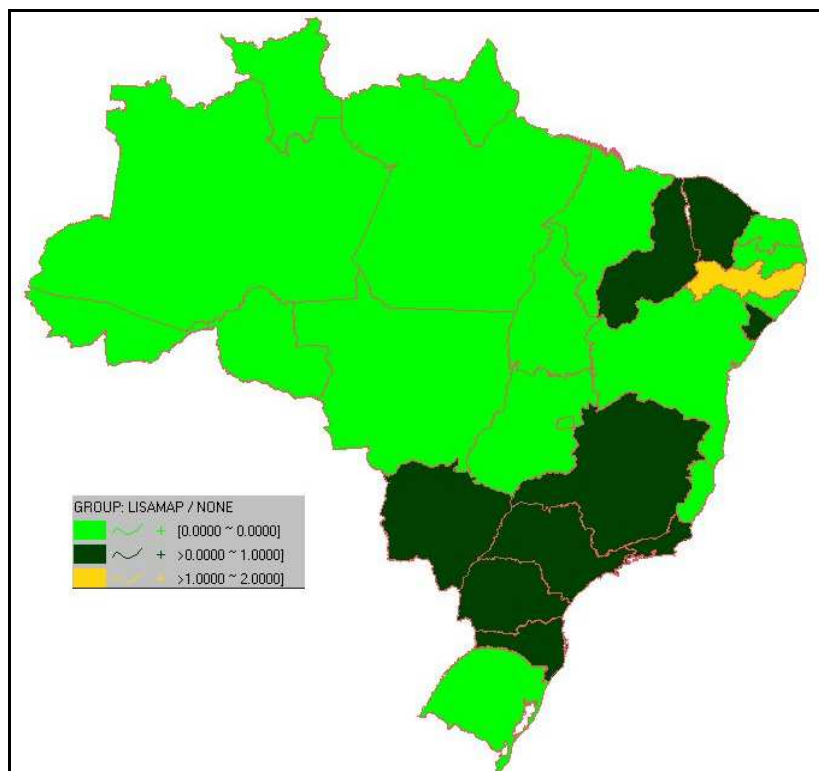 GROUP: LISAMAP / NONE
+ [0.0000 ~ 0.0000]
+ >0.0000 ~ 1.0000]
+ >1.0000 ~ 2.0000]